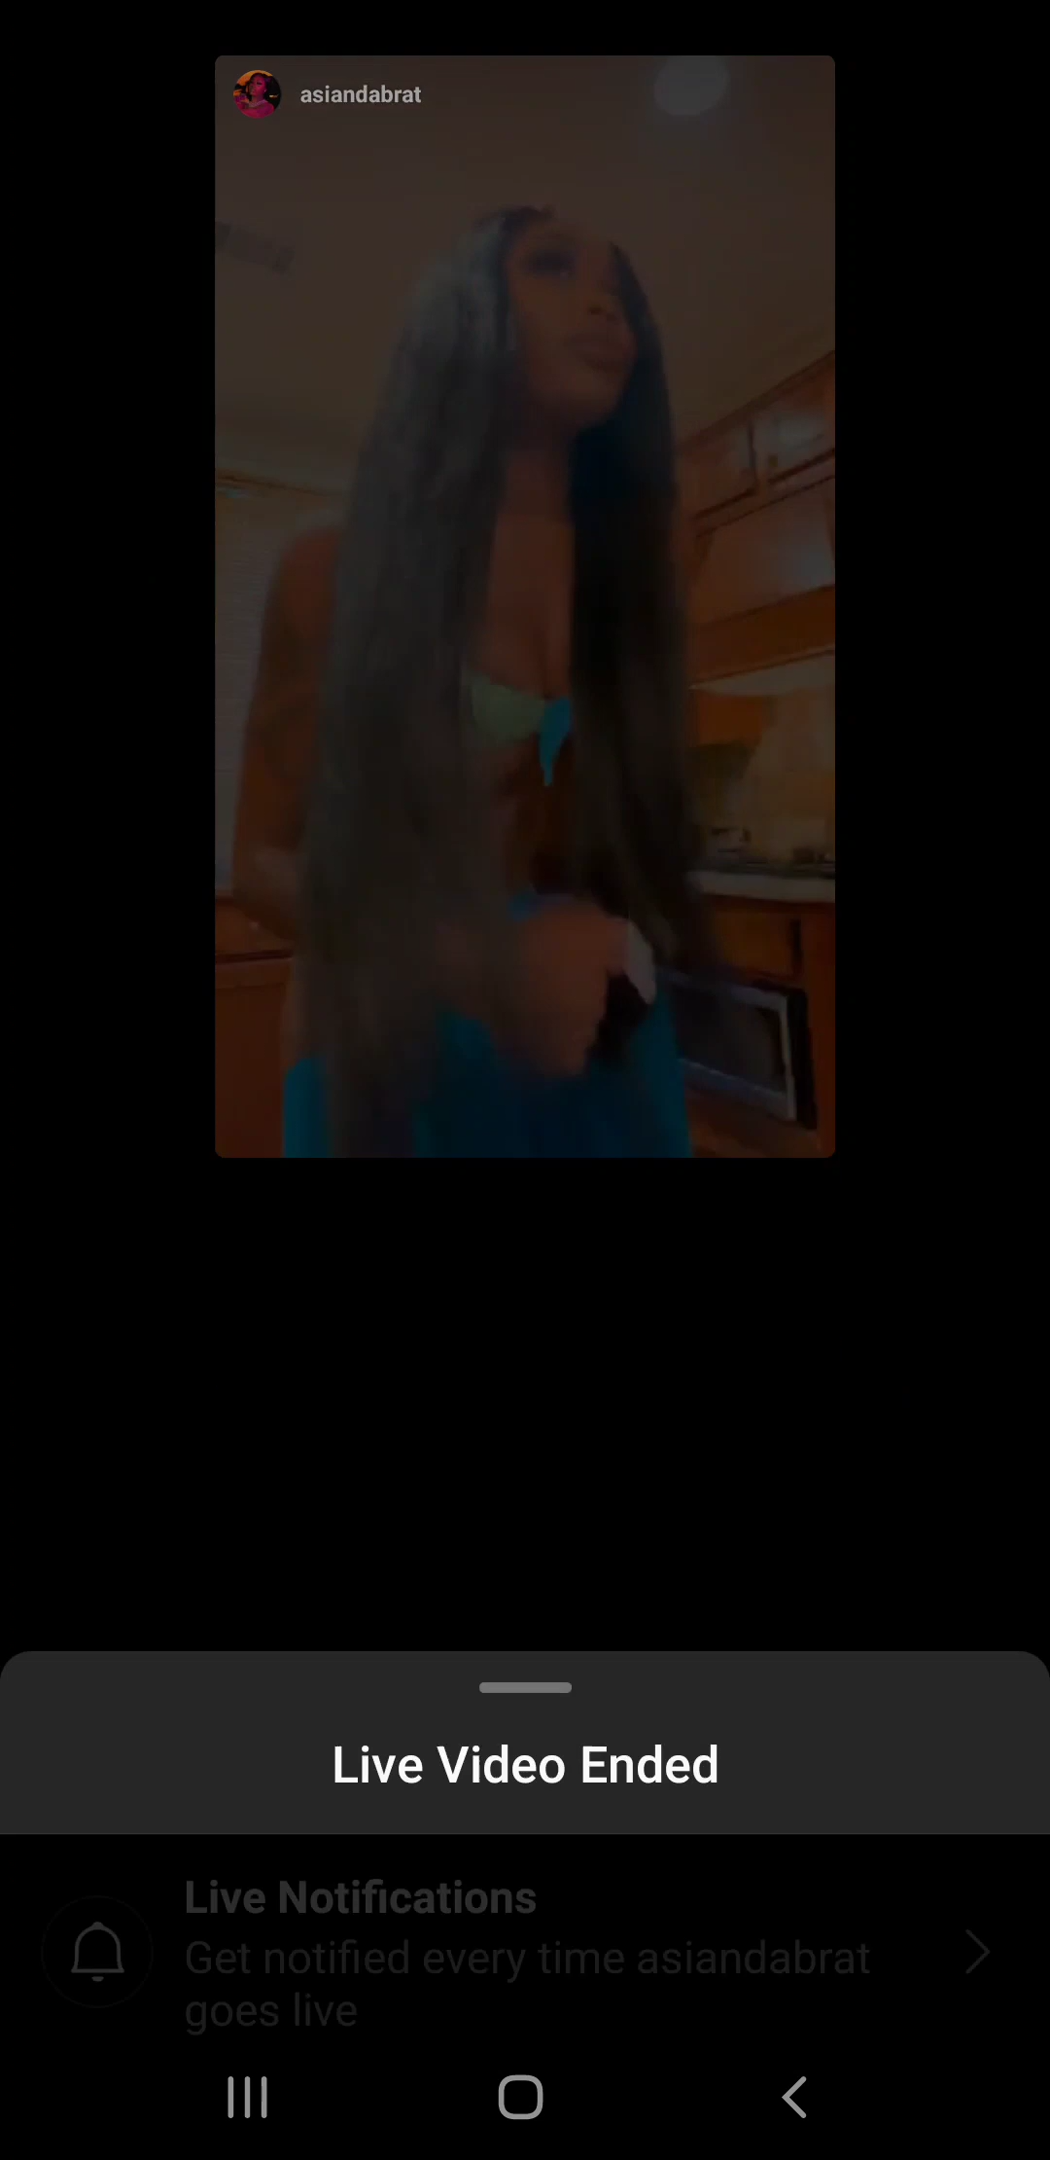 asiandabrat
Live Video Ended
Live Notifications
Get notified every time asiandabrat
goes live